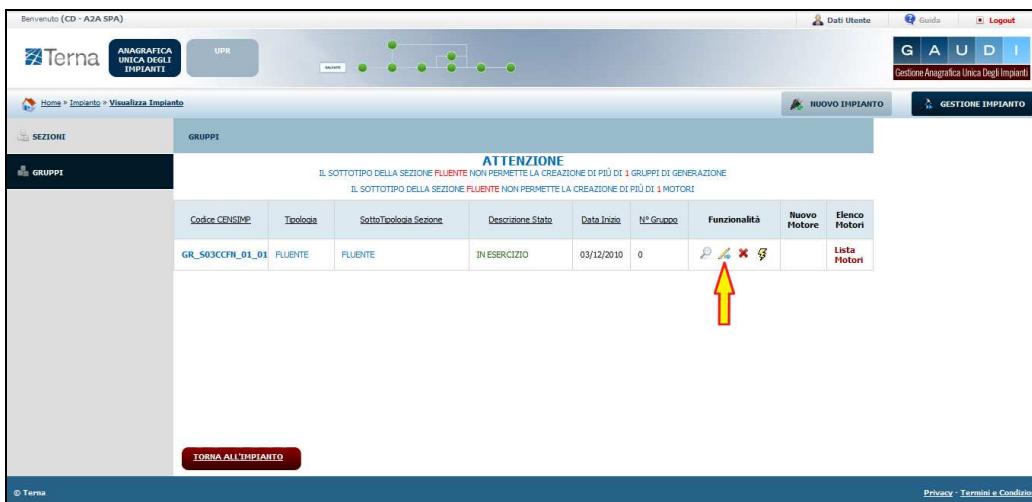 Benvenuto (CD - A2A SPA)
Dati Utente
Guida
Logout
Terna
ANAGRAFICA
UNICA DEGLI
IMPIANTI
UPR
G A U D I
Gestione Anagrafica Unica Degli Impianti
Home » Impianto » Visualizza Impianto
NUOVO IMPIANTO
GESTIONE IMPIANTO
SEZIONI
GRUPPI
GRUPPI
ATTENZIONE
IL SOTTOTIPO DELLA SEZIONE FLUENTE NON PERMETTE LA CREAZIONE DI PIÙ DI 1 GRUPPI DI GENERAZIONE
IL SOTTOTIPO DELLA SEZIONE FLUENTE NON PERMETTE LA CREAZIONE DI PIÙ DI 1 MOTORI
Codice CENSIMP Tipologia SottoTipologia Sezione Descrizione Stato Data Inizio N° Gruppo Funzionalità Nuovo Motore Elenco Motori
GR_S03CCFN_01_01 FLUENTE FLUENTE IN ESERCIZIO 03/12/2010 0 Lista Motori
TORNA ALL'IMPIANTO
© Terna
Privacy - Termini e Condizio